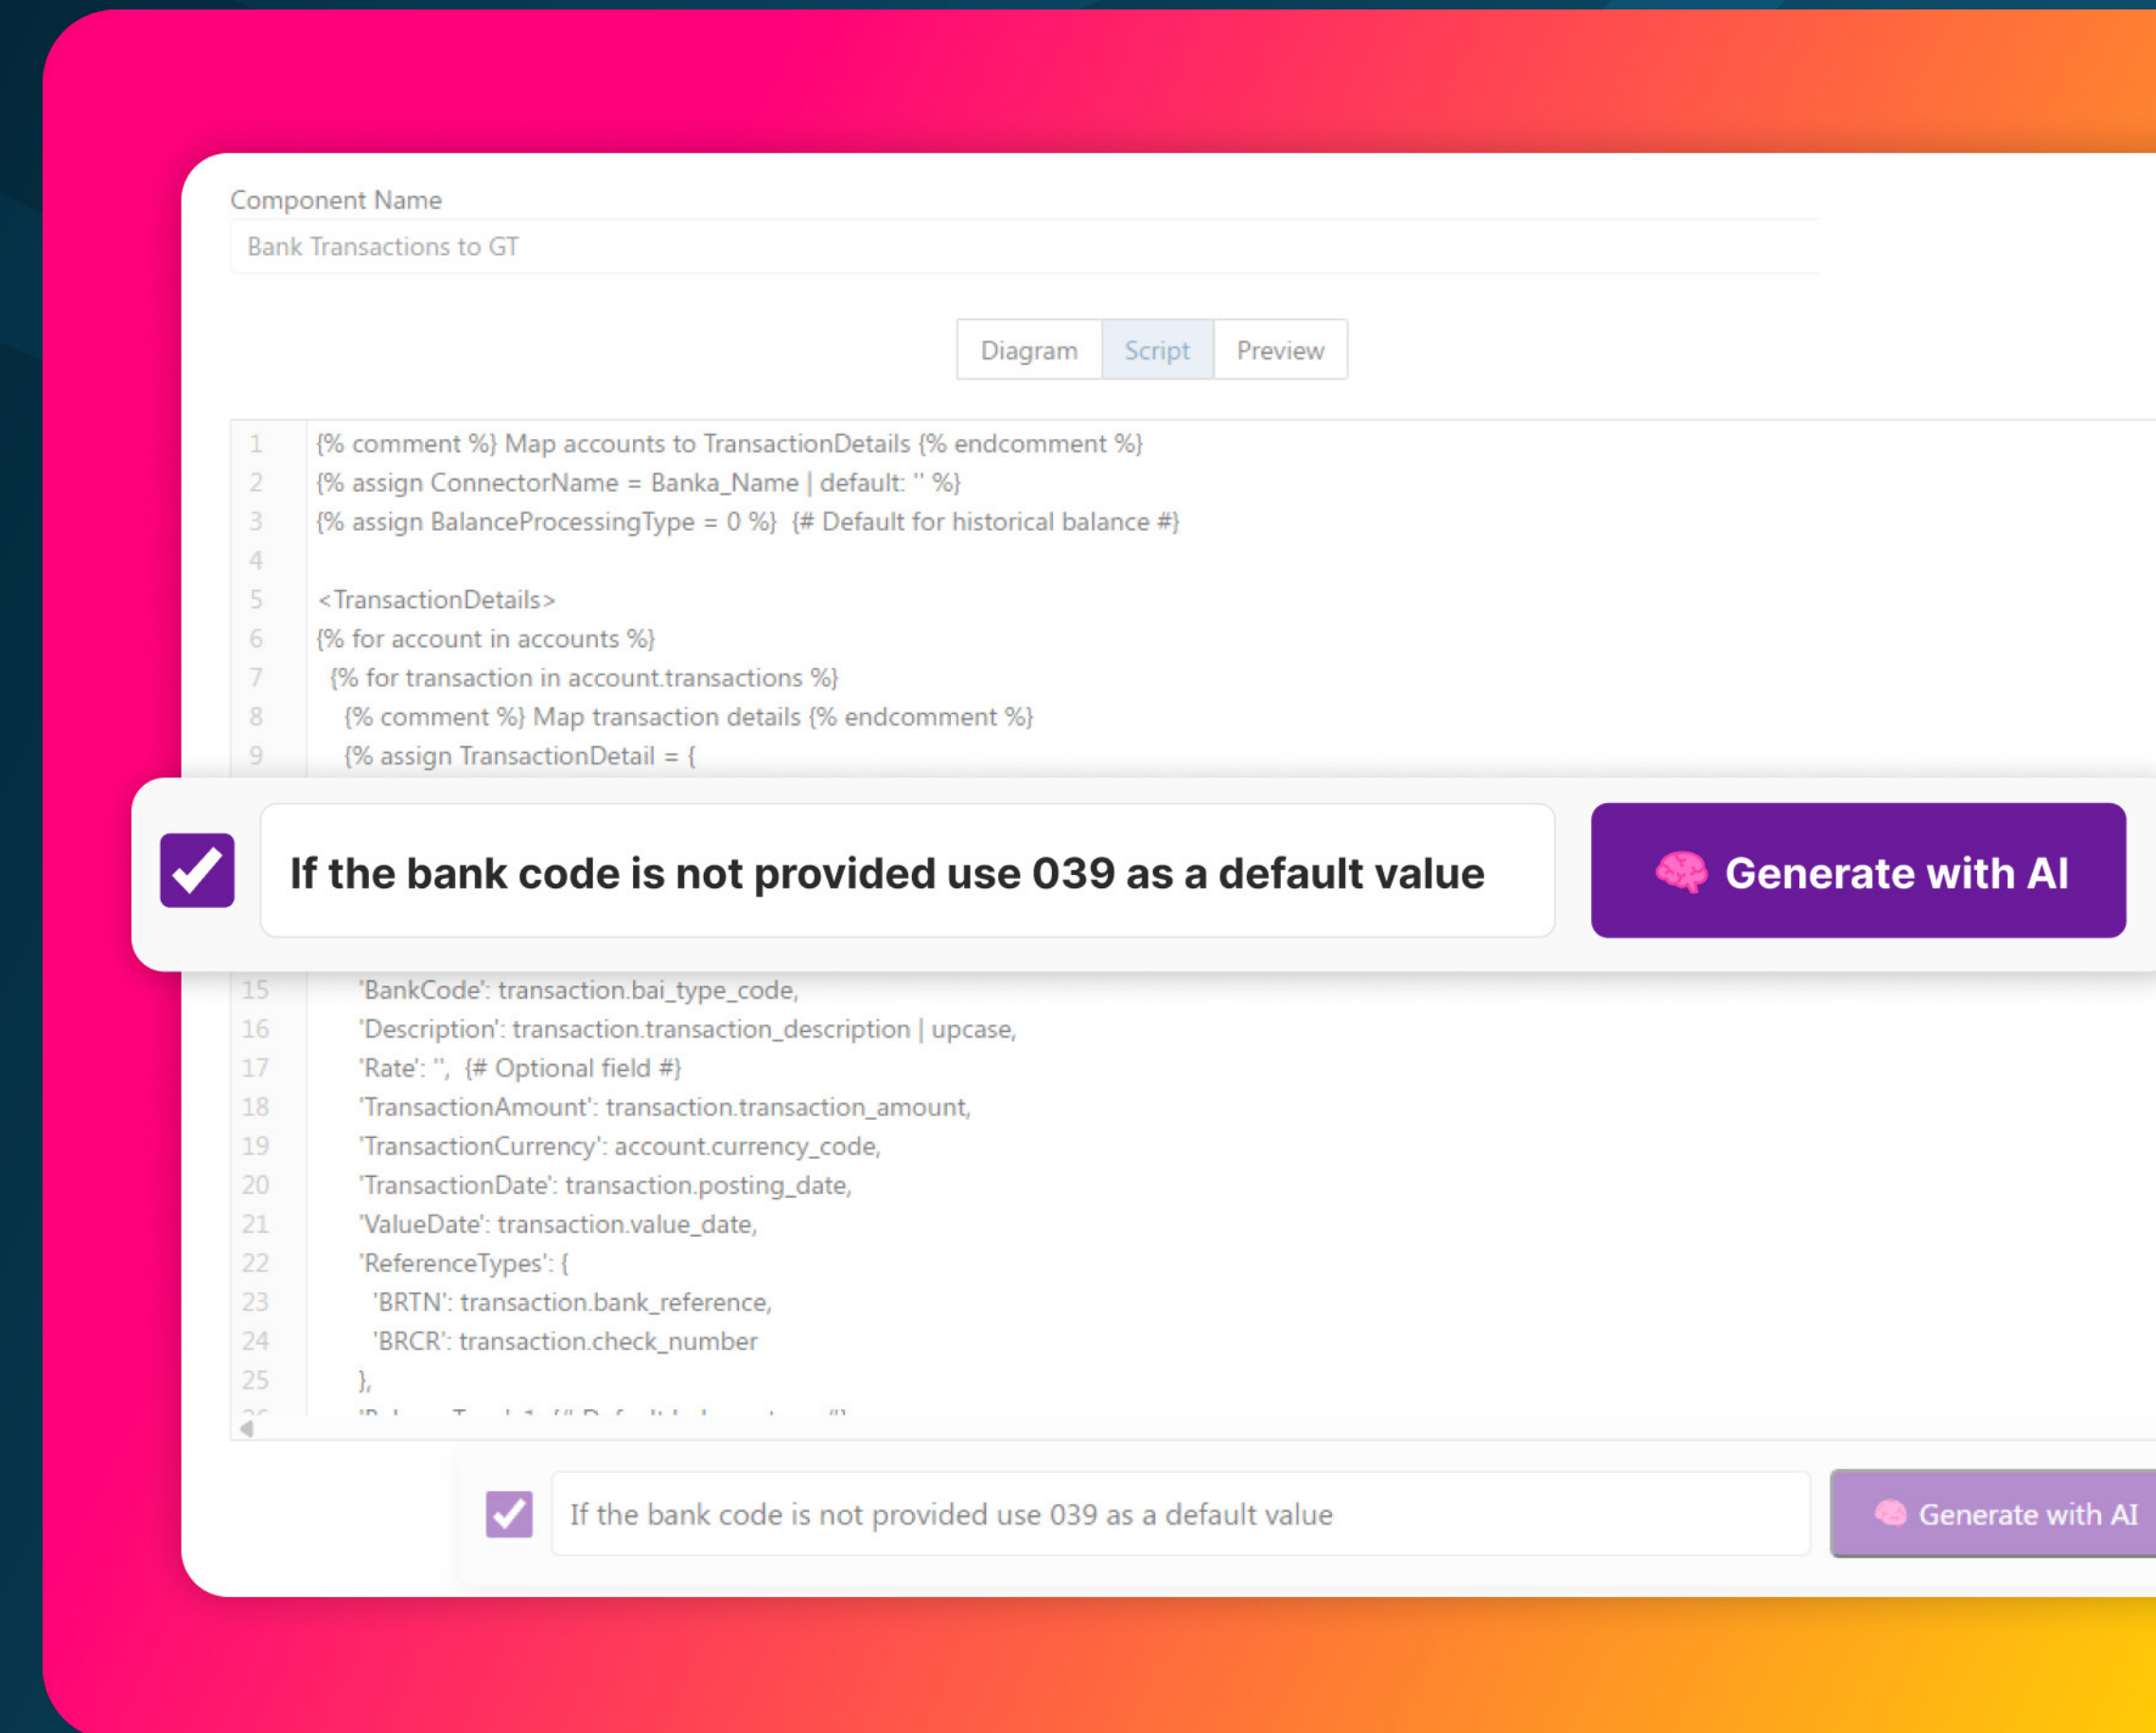 Component Name
Bank Transactions to GT
Diagram Script Preview
1 {% comment %} Map accounts to TransactionDetails {% endcomment %}
2 {% assign ConnectorName = Banka_Name | default: '' %}
3 {% assign BalanceProcessingType = 0 %} {# Default for historical balance #}
4
5 <TransactionDetails>
6 {% for account in accounts %}
7 {% for transaction in account.transactions %}
8 {% comment %} Map transaction details {% endcomment %}
9 {% assign TransactionDetail = {
If the bank code is not provided use 039 as a default value
🧠 Generate with AI
15 'BankCode': transaction.bai_type_code,
16 'Description': transaction.transaction_description | upcase,
17 'Rate': '', {# Optional field #}
18 'TransactionAmount': transaction.transaction_amount,
19 'TransactionCurrency': account.currency_code,
20 'TransactionDate': transaction.posting_date,
21 'ValueDate': transaction.value_date,
22 'ReferenceTypes': {
23 'BRTN': transaction.bank_reference,
24 'BRCR': transaction.check_number
25 },
If the bank code is not provided use 039 as a default value
🧠 Generate with AI